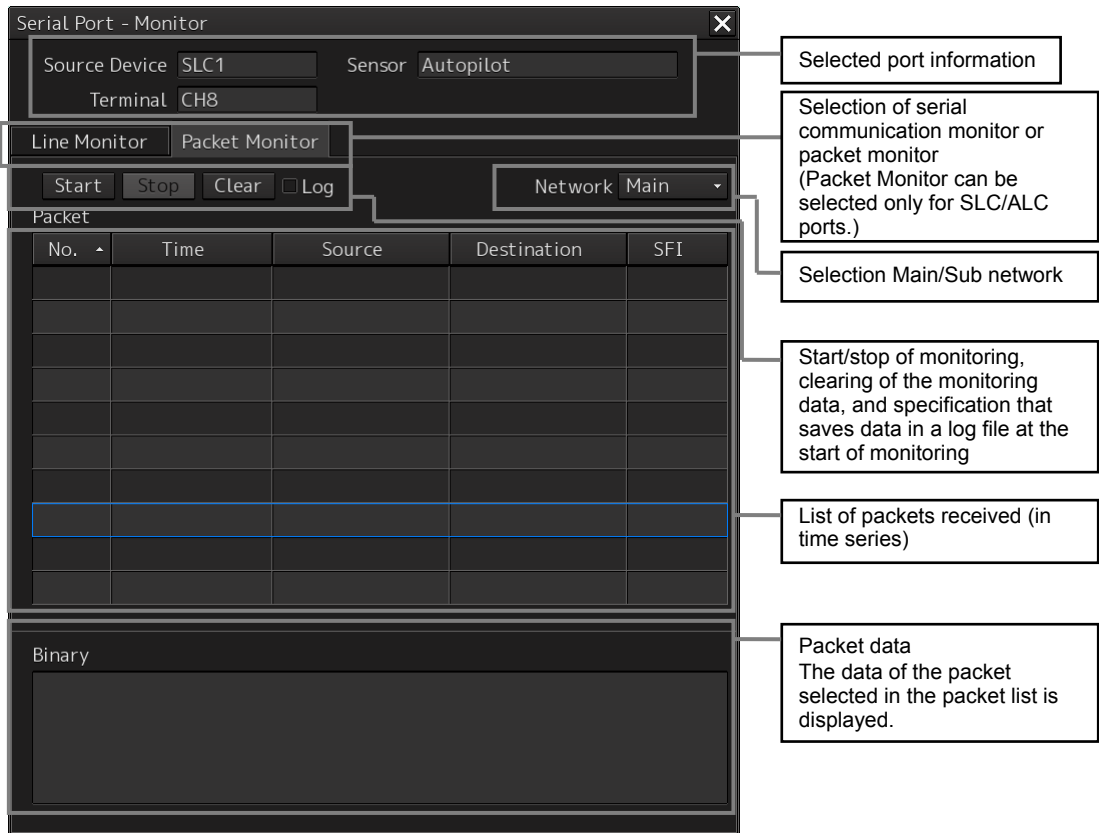 Serial Port - Monitor
Source Device SLC1 Sensor Autopilot
Terminal CH8
Line Monitor Packet Monitor
Start Stop Clear Log Network Main
Packet
No. Time Source Destination SFI
Binary
Selected port information
Selection of serial
communication monitor or
packet monitor
(Packet Monitor can be
selected only for SLC/ALC
ports.)
Selection Main/Sub network
Start/stop of monitoring,
clearing of the monitoring
data, and specification that
saves data in a log file at the
start of monitoring
List of packets received (in
time series)
Packet data
The data of the packet
selected in the packet list is
displayed.